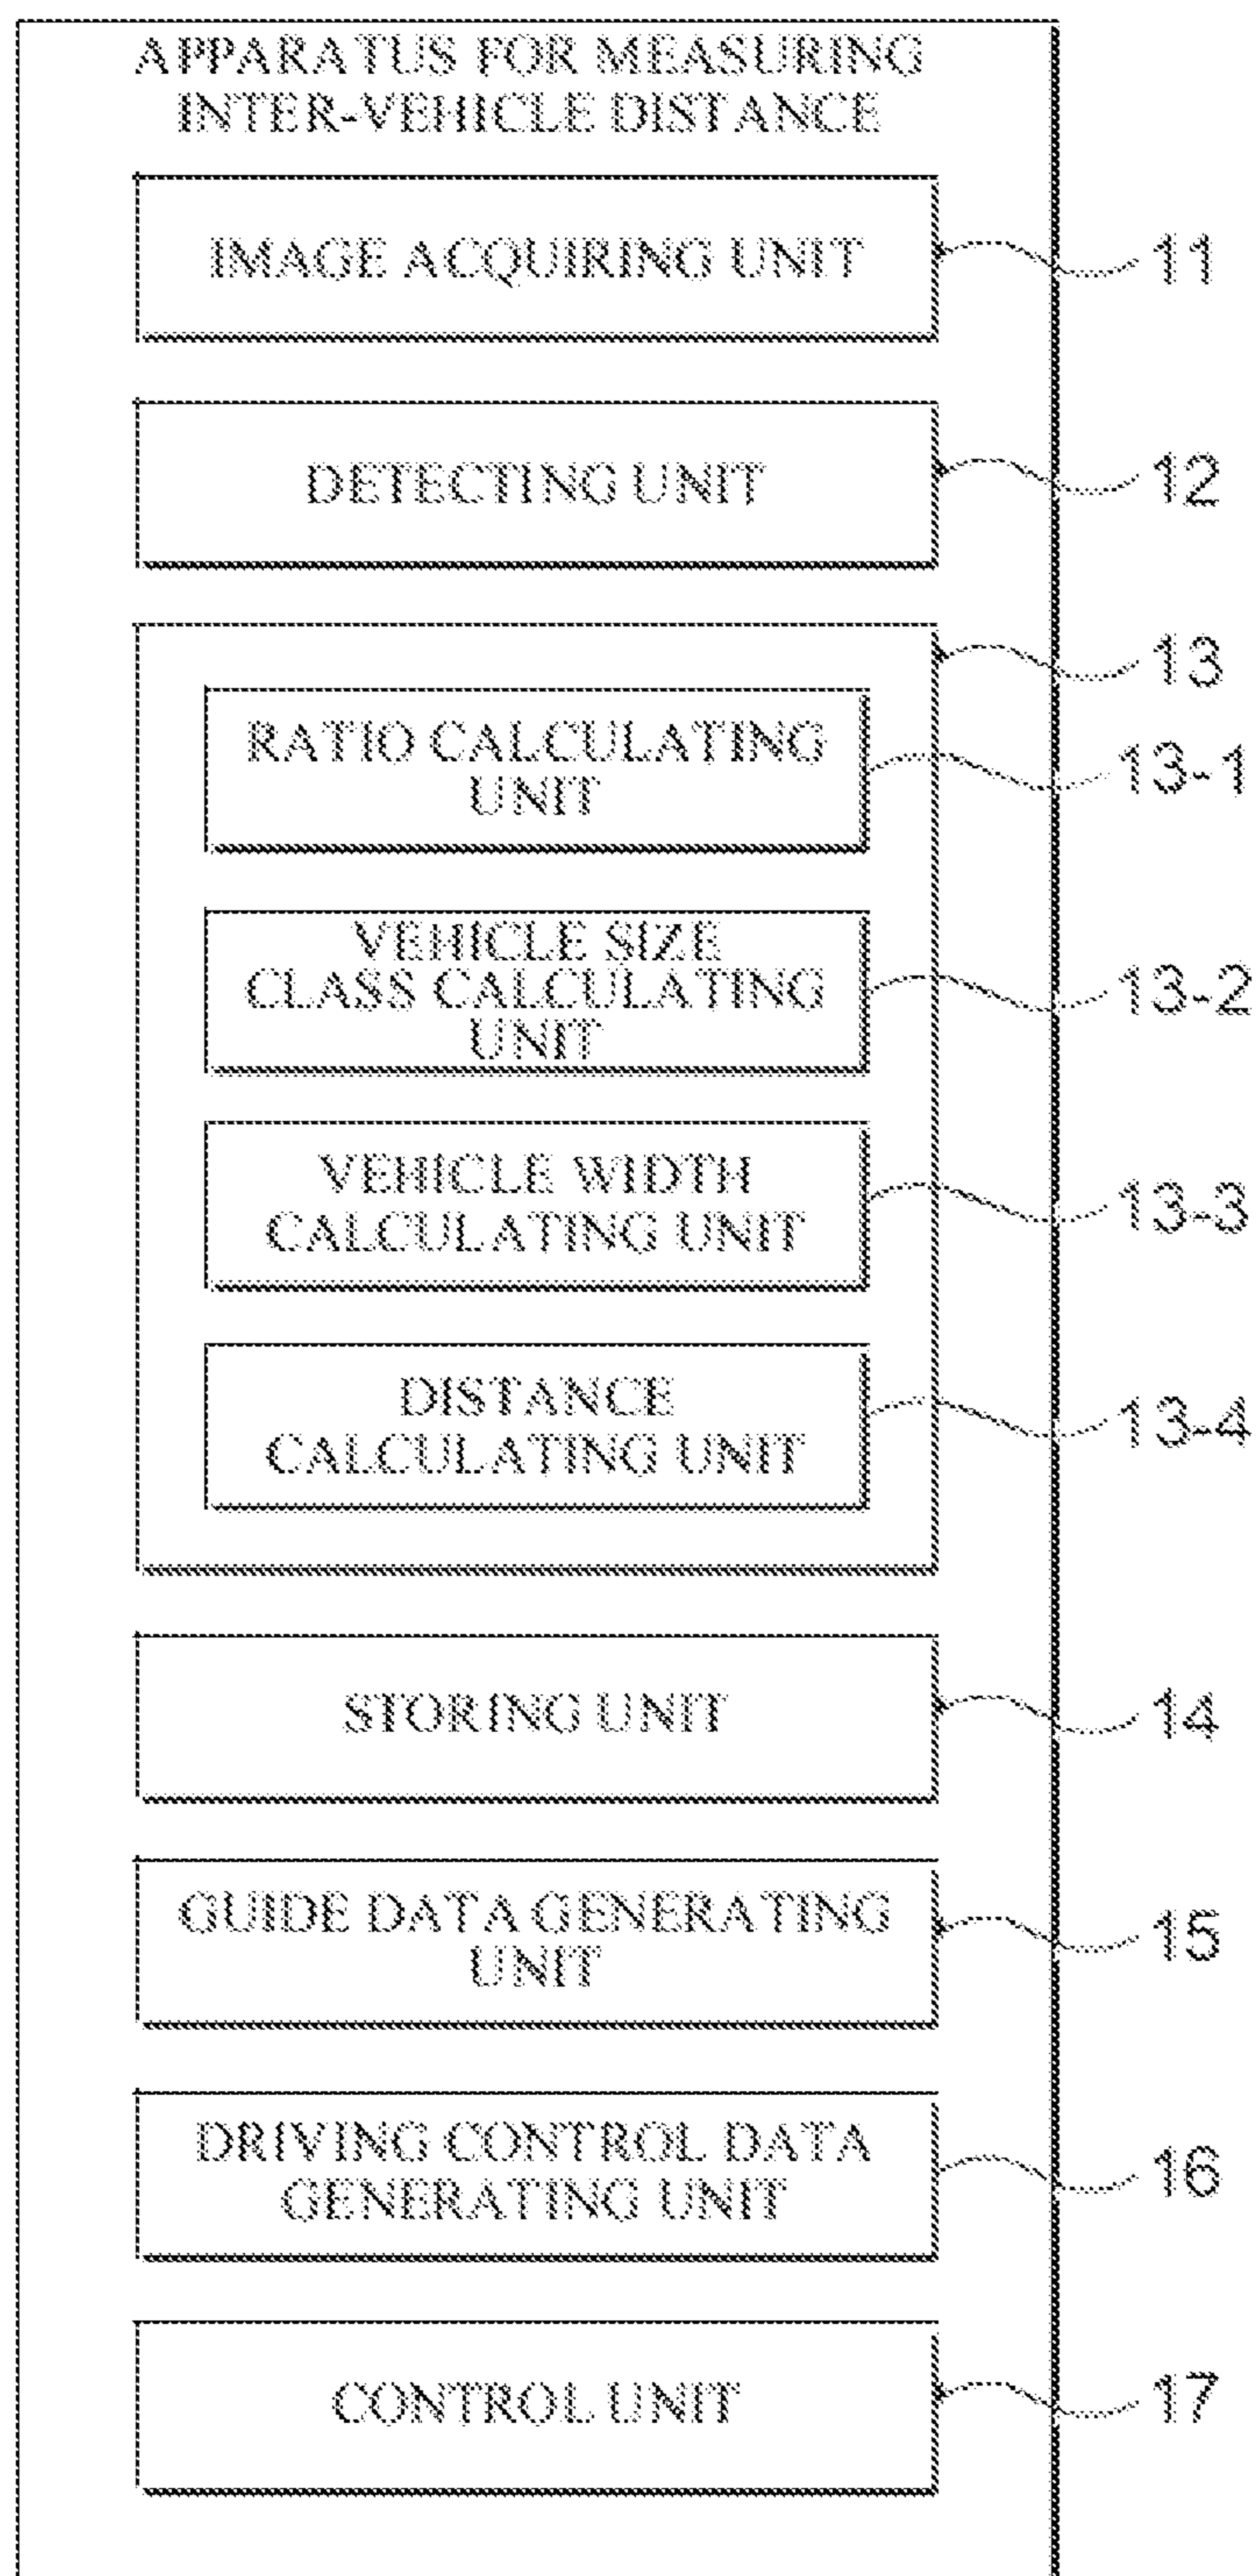 APPARATUS FOR MEASURING
INTER-VEHICLE DISTANCE
IMAGE ACQUIRING UNIT
11
DETECTING UNIT
12
13
RATIO CALCULATING
UNIT
13-1
VEHICLE SIZE
CLASS CALCULATING
UNIT
13-2
VEHICLE WIDTH
CALCULATING UNIT
13-3
DISTANCE
CALCULATING UNIT
13-4
STORING UNIT
14
GUIDE DATA GENERATING
UNIT
15
DRIVING CONTROL DATA
GENERATING UNIT
16
CONTROL UNIT
17